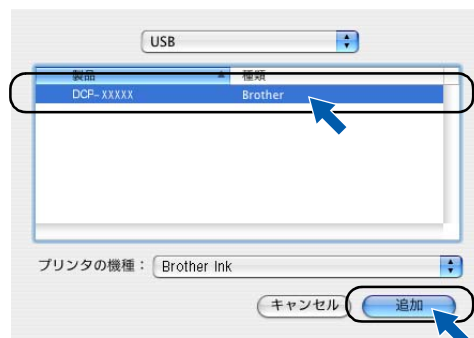 USB
製品 種類
DCP-XXXXX Brother
プリンタの機種： Brother Ink
キャンセル 追加